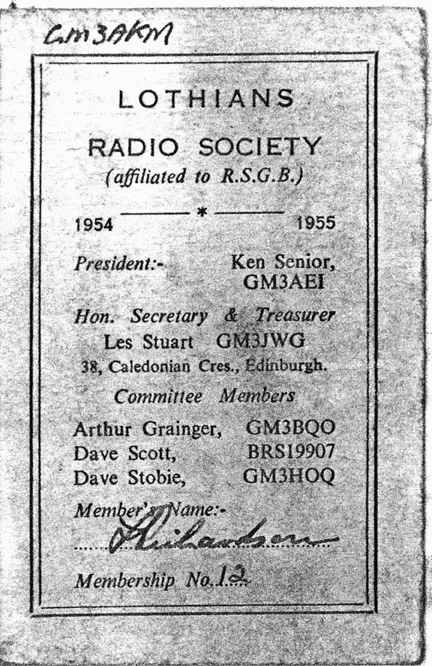 GM3AKM
LOTHIANS
RADIO SOCIETY
(affiliated to R.S.G.B.)
*
1954 1955
President:- Ken Senior,
GM3AEI
Hon. Secretary & Treasurer
Les Stuart GM3JWG
38, Caledonian Cres., Edinburgh.
Committee Members
Arthur Grainger, GM3BQO
Dave Scott, BRS19907
Dave Stobie, GM3HOQ
Member's Name:-
Richardson
Membership No. 12